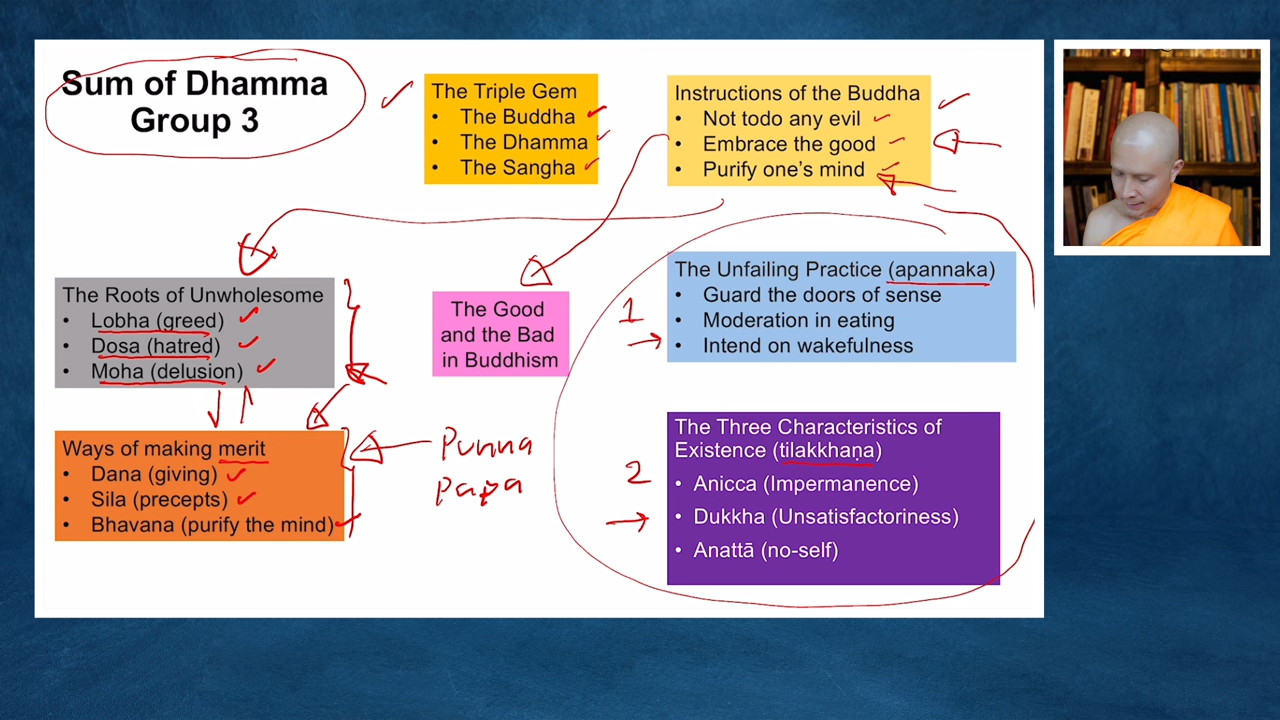 Sum of Dhamma
Group 3
The Triple Gem
• The Buddha
• The Dhamma
• The Sangha
Instructions of the Buddha
• Not todo any evil
• Embrace the good
• Purify one's mind
The Roots of Unwholesome
• Lobha (greed)
• Dosa (hatred)
• Moha (delusion)
The Good
and the Bad
in Buddhism
1
The Unfailing Practice (apannaka)
• Guard the doors of sense
• Moderation in eating
• Intend on wakefulness
Ways of making merit
• Dana (giving)
• Sila (precepts)
• Bhavana (purify the mind)
Punna
papa
2
The Three Characteristics of
Existence (tilakkhaṇa)
• Anicca (Impermanence)
• Dukkha (Unsatisfactoriness)
• Anattā (no-self)